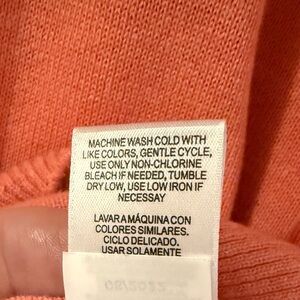 MACHINE WASH COLD WITH
LIKE COLORS, GENTLE CYCLE,
USE ONLY NON-CHLORINE
BLEACH IF NEEDED, TUMBLE
DRY LOW, USE LOW IRON IF
NECESSAY
LAVAR A MÁQUINA CON
COLORES SIMILARES.
CICLO DELICADO.
USAR SOLAMENTE